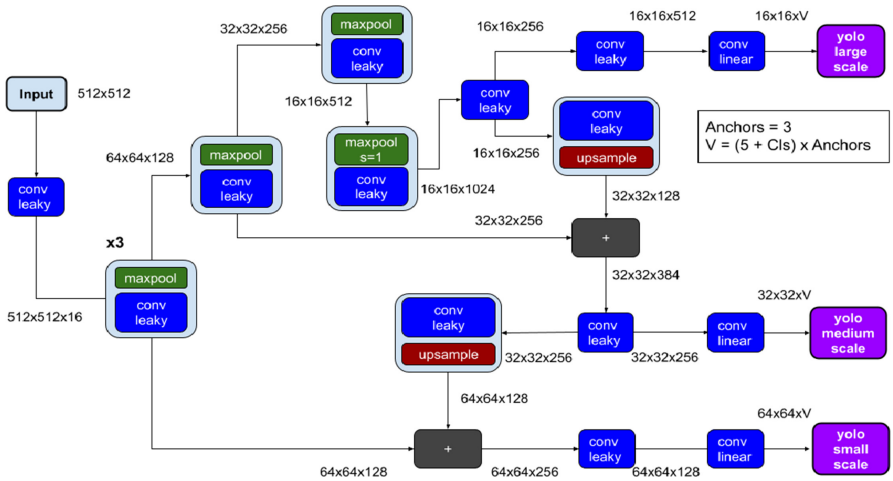 maxpool
conv
leaky
32x32x256
16x16x256
16x16x512
16x16xV
conv
leaky
conv
linear
yolo
large
scale
Input
512x512
16x16x512
conv
leaky
conv
leaky
upsample
Anchors = 3
V = (5 + Cls) x Anchors
64x64x128
maxpool
conv
leaky
maxpool
s=1
conv
leaky
16x16x256
16x16x1024
conv
leaky
32x32x128
32x32x256
+
x3
maxpool
conv
leaky
512x512x16
32x32x384
32x32xV
conv
leaky
upsample
conv
leaky
conv
linear
yolo
medium
scale
32x32x256
32x32x256
64x64x128
64x64xV
+
conv
leaky
conv
linear
yolo
small
scale
64x64x128
64x64x256
64x64x128